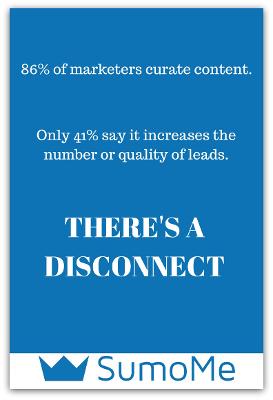 86% of marketers curate content.
Only 41% say it increases the
number or quality of leads.
THERE'S A
DISCONNECT
SumoMe